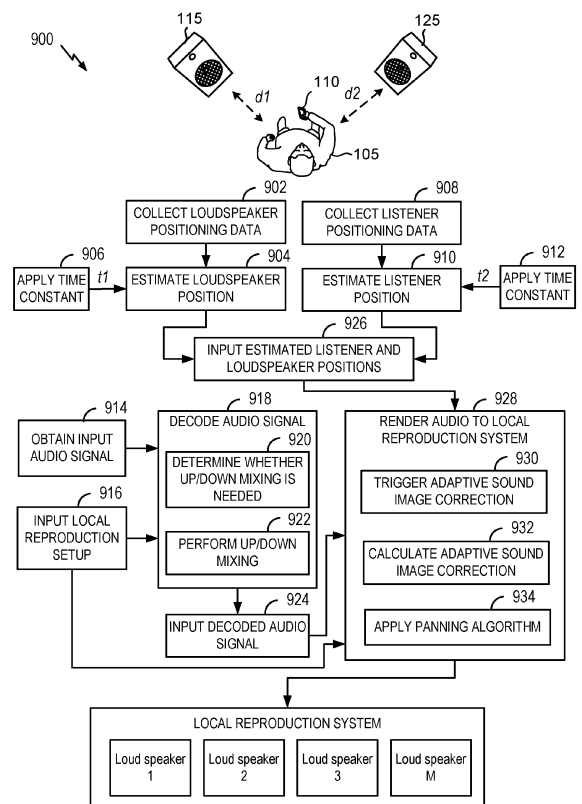 900
115
125
110
d1
d2
105
902
908
COLLECT LOUDSPEAKER
POSITIONING DATA
COLLECT LISTENER
POSITIONING DATA
906
904
910
912
APPLY TIME
CONSTANT
t1
ESTIMATE LOUDSPEAKER
POSITION
ESTIMATE LISTENER
POSITION
t2
APPLY TIME
CONSTANT
926
INPUT ESTIMATED LISTENER AND
LOUDSPEAKER POSITIONS
914
OBTAIN INPUT
AUDIO SIGNAL
916
INPUT LOCAL
REPRODUCTION
SETUP
918
DECODE AUDIO SIGNAL
920
DETERMINE WHETHER
UP/DOWN MIXING IS
NEEDED
922
PERFORM UP/DOWN
MIXING
924
INPUT DECODED AUDIO
SIGNAL
928
RENDER AUDIO TO LOCAL
REPRODUCTION SYSTEM
930
TRIGGER ADAPTIVE SOUND
IMAGE CORRECTION
932
CALCULATE ADAPTIVE SOUND
IMAGE CORRECTION
934
APPLY PANNING ALGORITHM
LOCAL REPRODUCTION SYSTEM
Loud speaker
1
Loud speaker
2
Loud speaker
3
Loud speaker
M